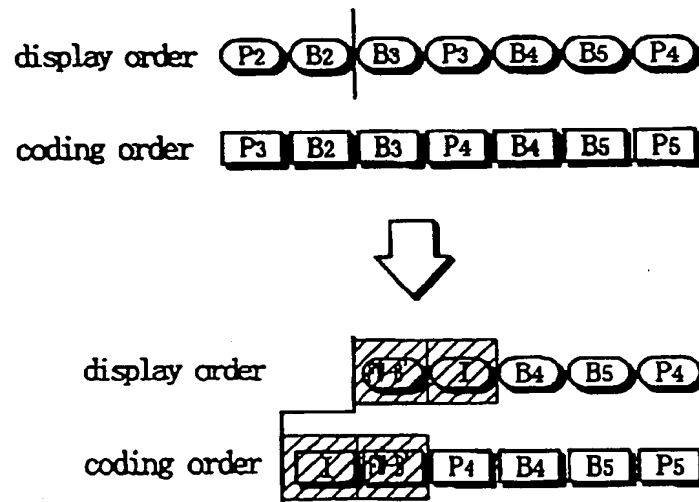 display order P2 B2 B3 P3 B4 B5 P4
coding order P3 B2 B3 P4 B4 B5 P5
display order I B4 B5 P4
coding order I P4 B4 B5 P5